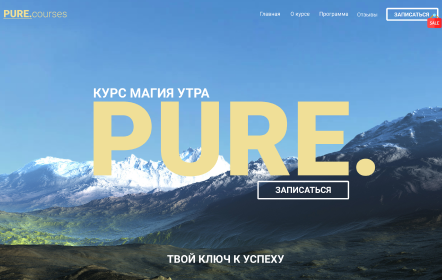 PURE.courses
Главная О курсе Программа Отзывы ЗАПИСАТЬСЯ
SALE
КУРС МАГИЯ УТРА
PURE.
ЗАПИСАТЬСЯ
ТВОЙ КЛЮЧ К УСПЕХУ